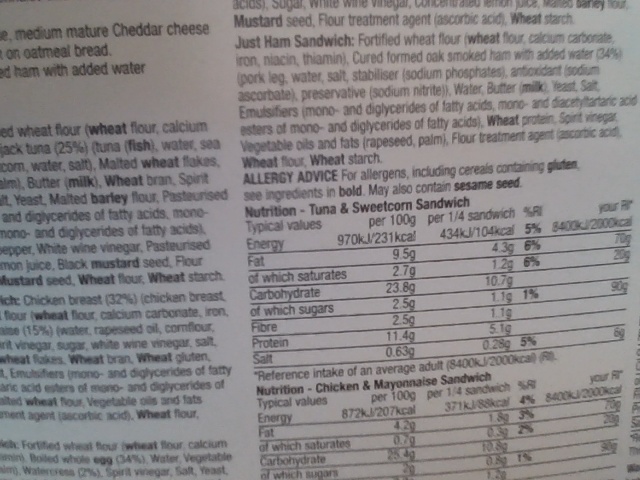 acids), Sugar, White wine vinegar, Concentrated lemon juice, Malted barley flour,
Mustard seed, Flour treatment agent (ascorbic acid), Wheat starch.
Just Ham Sandwich: Fortified wheat flour (wheat flour, calcium carbonate,
iron, niacin, thiamin), Cured formed oak smoked ham with added water (34%)
(pork leg, water, salt, stabiliser (sodium phosphates), antioxidant (sodium
ascorbate), preservative (sodium nitrite)), Water, Butter (milk), Yeast, Salt,
Emulsifiers (mono- and diglycerides of fatty acids, mono- and diacetyltartaric acid
esters of mono- and diglycerides of fatty acids), Wheat protein, Spirit vinegar,
Vegetable oils and fats (rapeseed, palm), Flour treatment agent (ascorbic acid),
Wheat flour, Wheat starch.
ALLERGY ADVICE For allergens, including cereals containing gluten,
see ingredients in bold. May also contain sesame seed.
Nutrition - Tuna & Sweetcorn Sandwich
Typical values per 100g per 1/4 sandwich %RI your RI*
Energy 970kJ/231kcal 434kJ/104kcal 5% 8400kJ/2000kcal
Fat 9.5g 4.3g 6% 70g
of which saturates 2.7g 1.2g 6% 20g
Carbohydrate 23.8g 10.7g
of which sugars 2.5g 1.1g 1% 90g
Fibre 2.5g 1.1g
Protein 11.4g 5.1g
Salt 0.63g 0.28g 5% 6g
*Reference intake of an average adult (8400kJ/2000kcal) (RI).
Nutrition - Chicken & Mayonnaise Sandwich
Typical values per 100g per 1/4 sandwich %RI your RI*
Energy 872kJ/207kcal 371kJ/88kcal 4% 8400kJ/2000kcal
Fat 4.2g 1.8g 3% 70g
of which saturates 0.7g 0.3g 2% 20g
Carbohydrate 25.4g 10.8g
of which sugars 2g 0.8g 1% 90g
1.2g
medium mature Cheddar cheese
on oatmeal bread.
ham with added water
wheat flour (wheat flour, calcium
tuna (25%) (tuna (fish), water, sea
water, salt), Malted wheat flakes,
Butter (milk), Wheat bran, Spirit
Yeast, Malted barley flour, Pasteurised
and diglycerides of fatty acids, mono-
and diglycerides of fatty acids),
White wine vinegar, Pasteurised
juice, Black mustard seed, Flour
Mustard seed, Wheat flour, Wheat starch.
Chicken breast (32%) (chicken breast,
flour (wheat flour, calcium carbonate, iron,
(15%) (water, rapeseed oil, cornflour,
vinegar, sugar, white wine vinegar, salt,
wheat flakes, Wheat bran, Wheat gluten,
Emulsifiers (mono- and diglycerides of fatty
acid esters of mono- and diglycerides of
wheat flour, Vegetable oils and fats
agent (ascorbic acid), Wheat flour,
Fortified wheat flour (wheat flour, calcium
Boiled whole egg (34%), Water, Vegetable
Watercress (2%), Spirit vinegar, Salt, Yeast,